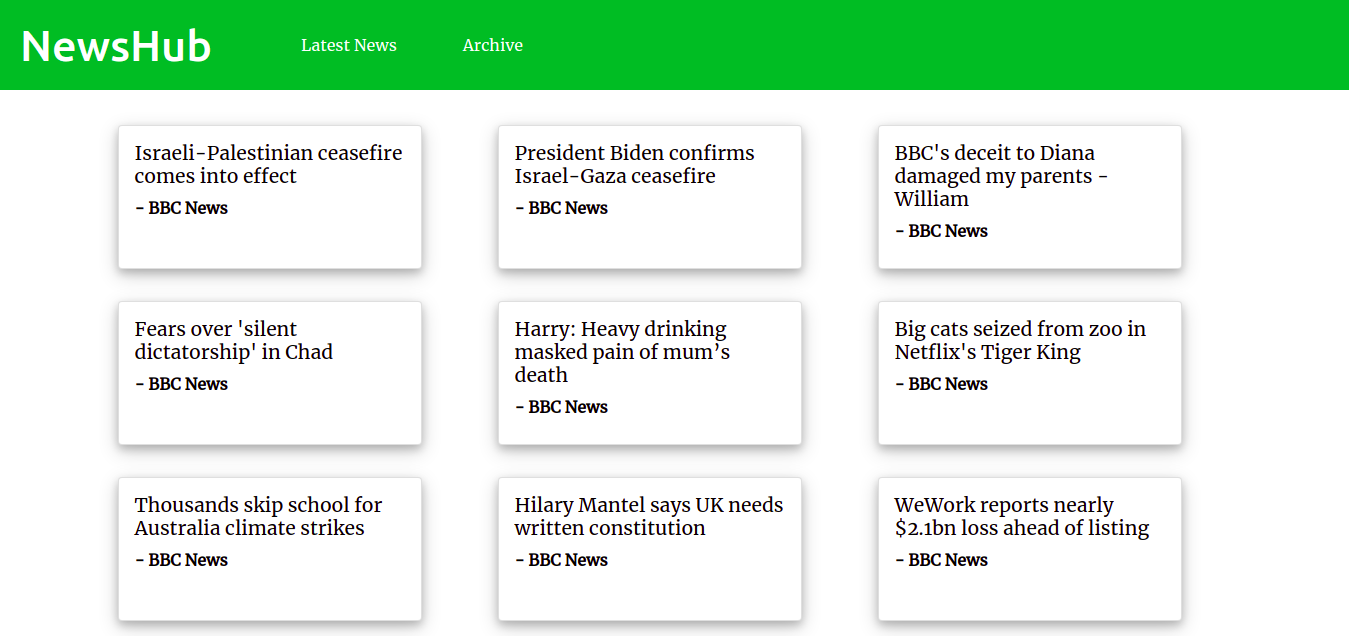 NewsHub
Latest News
Archive
Israeli-Palestinian ceasefire
comes into effect
- BBC News
President Biden confirms
Israel-Gaza ceasefire
- BBC News
BBC's deceit to Diana
damaged my parents -
William
- BBC News
Fears over 'silent
dictatorship' in Chad
- BBC News
Harry: Heavy drinking
masked pain of mum’s
death
- BBC News
Big cats seized from zoo in
Netflix's Tiger King
- BBC News
Thousands skip school for
Australia climate strikes
- BBC News
Hilary Mantel says UK needs
written constitution
- BBC News
WeWork reports nearly
$2.1bn loss ahead of listing
- BBC News